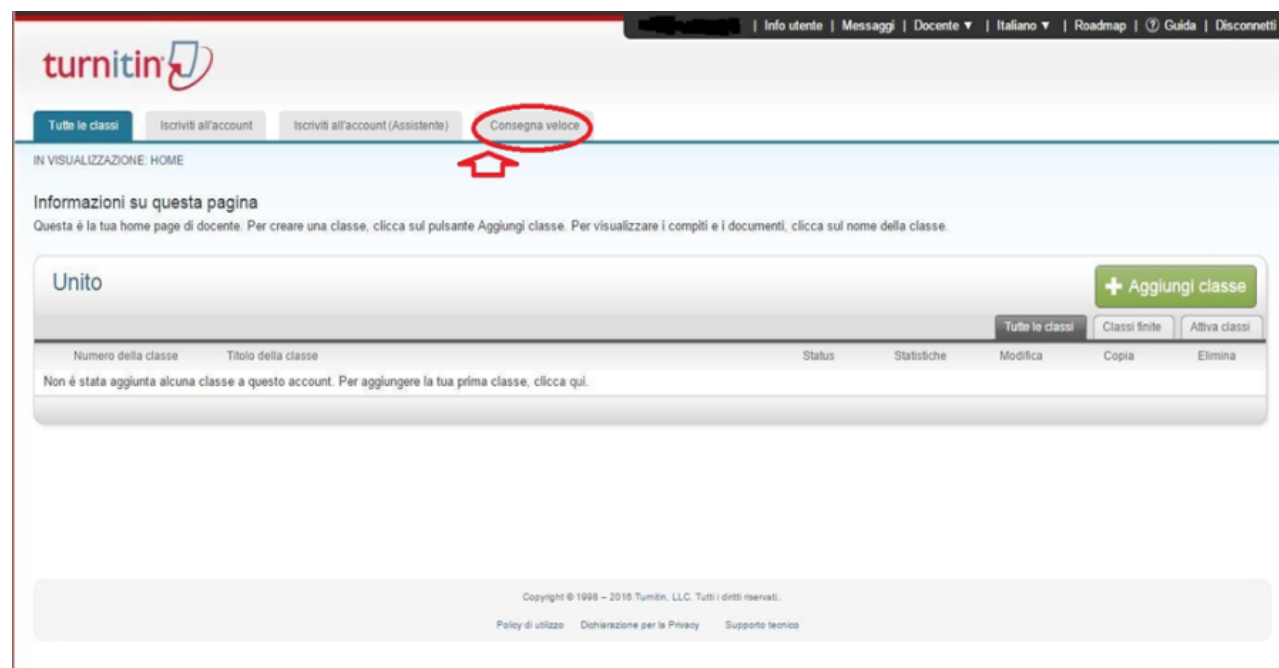 | Info utente | Messaggi | Docente ▼ | Italiano ▼ | Roadmap | ? Guida | Disconnetti
turnitin
Tutte le classi Iscriviti all'account Iscriviti all'account (Assistente) Consegna veloce
IN VISUALIZZAZIONE: HOME
Informazioni su questa pagina
Questa è la tua home page di docente. Per creare una classe, clicca sul pulsante Aggiungi classe. Per visualizzare i compiti e i documenti, clicca sul nome della classe.
Unito
+ Aggiungi classe
Tutte le classi Classi finite Attiva classi
Numero della classe Titolo della classe Status Statistiche Modifica Copia Elimina
Non é stata aggiunta alcuna classe a questo account. Per aggiungere la tua prima classe, clicca qui.
Copyright © 1998 – 2016 Turnitin, LLC. Tutti i diritti riservati..
Policy di utilizzo Dichiarazione per la Privacy Supporto tecnico